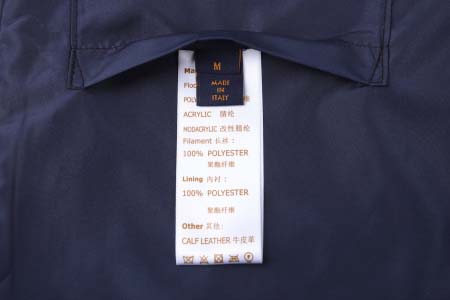 M
MADE
IN
ITALY
ACRYLIC 腈纶
MODACRYLIC 改性腈纶
Filament 长丝:
100% POLYESTER
聚酯纤维
Lining 内衬:
100% POLYESTER
聚酯纤维
Other 其他:
CALF LEATHER 牛皮革